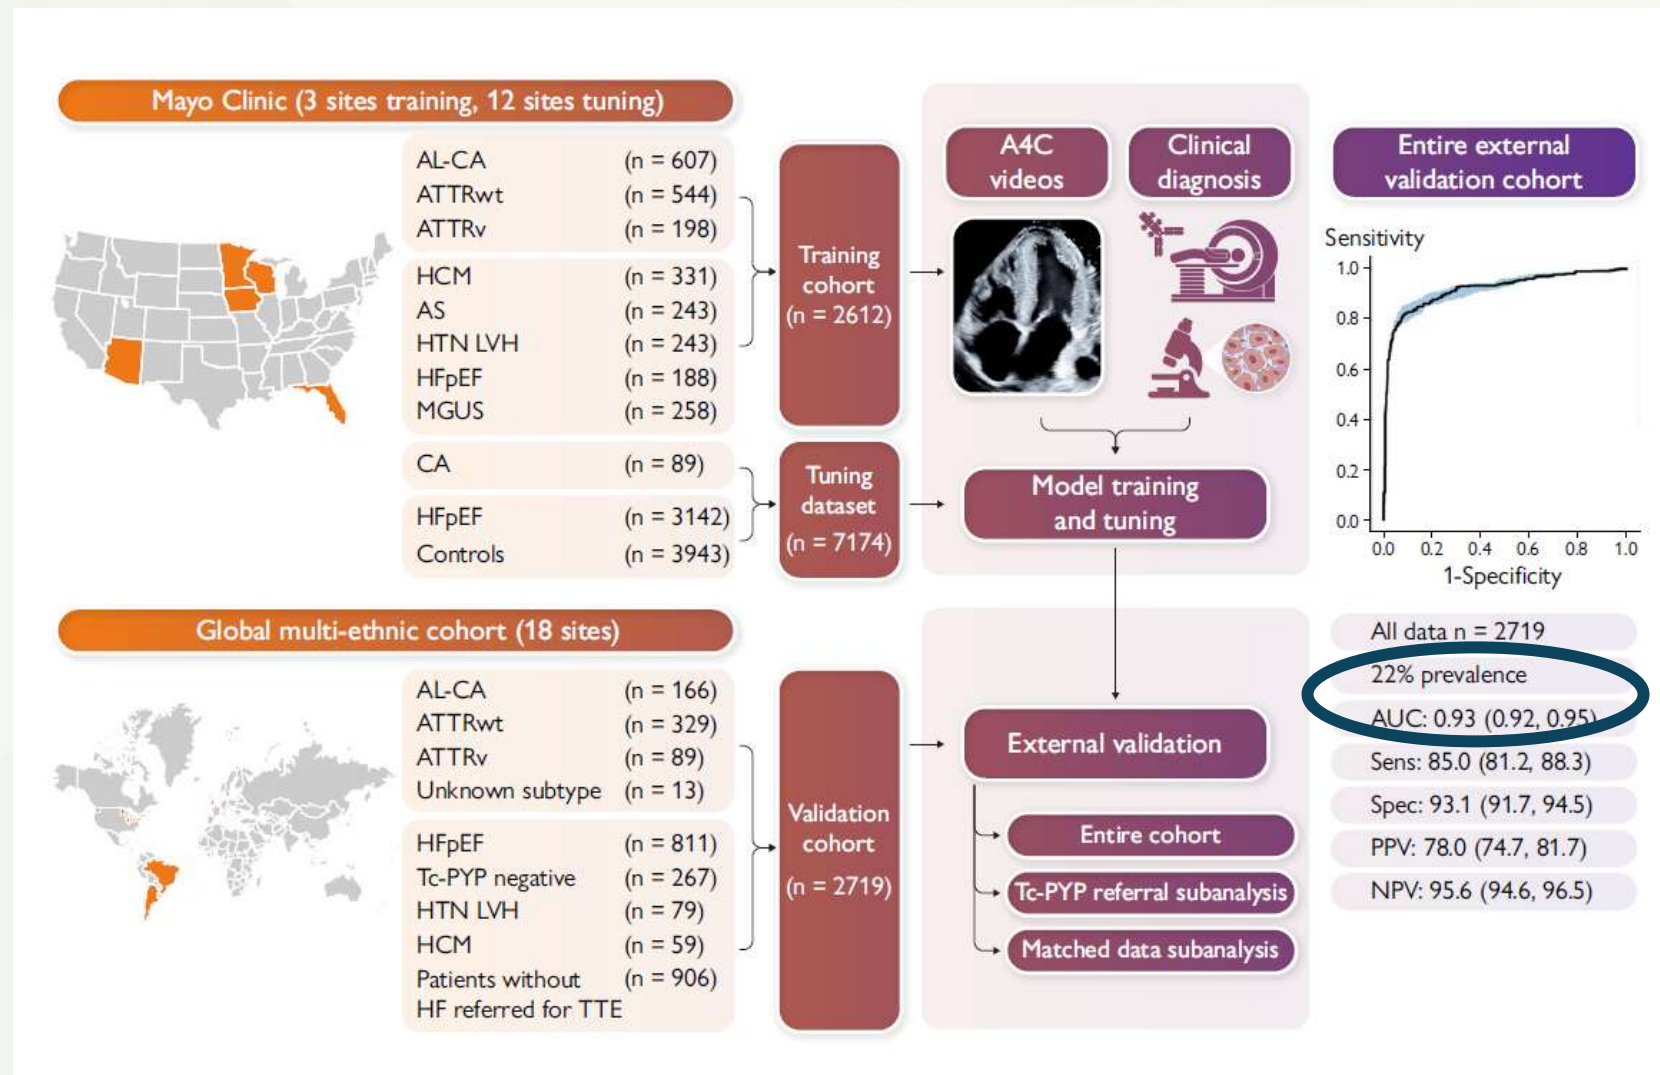 Mayo Clinic (3 sites training, 12 sites tuning)
AL-CA (n = 607)
ATTRwt (n = 544)
ATTRv (n = 198)
HCM (n = 331)
AS (n = 243)
HTN LVH (n = 243)
HFpEF (n = 188)
MGUS (n = 258)
CA (n = 89)
HFpEF (n = 3142)
Controls (n = 3943)
Training
cohort
(n = 2612)
Tuning
dataset
(n = 7174)
A4C
videos
Clinical
diagnosis
Model training
and tuning
Entire external
validation cohort
Sensitivity
1.0
0.8
0.6
0.4
0.2
0.0
0.0 0.2 0.4 0.6 0.8 1.0
1-Specificity
Global multi-ethnic cohort (18 sites)
AL-CA (n = 166)
ATTRwt (n = 329)
ATTRv (n = 89)
Unknown subtype (n = 13)
HFpEF (n = 811)
Tc-PYP negative (n = 267)
HTN LVH (n = 79)
HCM (n = 59)
Patients without (n = 906)
HF referred for TTE
Validation
cohort
(n = 2719)
External validation
Entire cohort
Tc-PYP referral subanalysis
Matched data subanalysis
All data n = 2719
22% prevalence
AUC: 0.93 (0.92, 0.95)
Sens: 85.0 (81.2, 88.3)
Spec: 93.1 (91.7, 94.5)
PPV: 78.0 (74.7, 81.7)
NPV: 95.6 (94.6, 96.5)